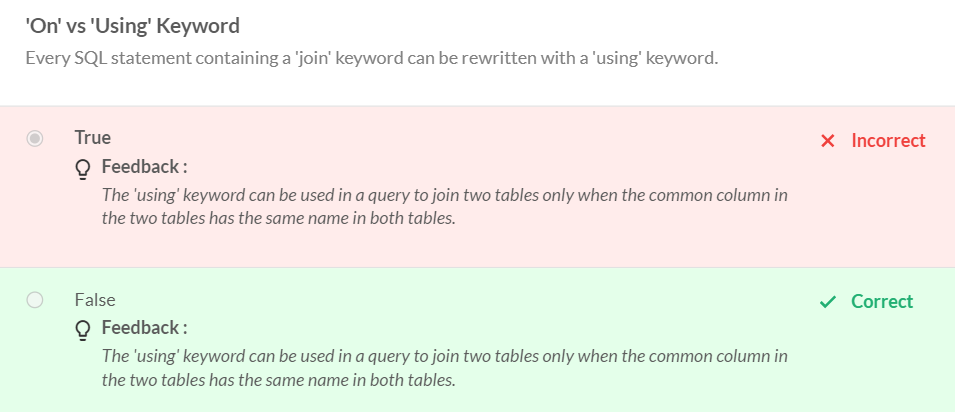 'On' vs 'Using' Keyword
Every SQL statement containing a 'join' keyword can be rewritten with a 'using' keyword.
True
Incorrect
Feedback :
The 'using' keyword can be used in a query to join two tables only when the common column in
the two tables has the same name in both tables.
False
Correct
Feedback :
The 'using' keyword can be used in a query to join two tables only when the common column in
the two tables has the same name in both tables.